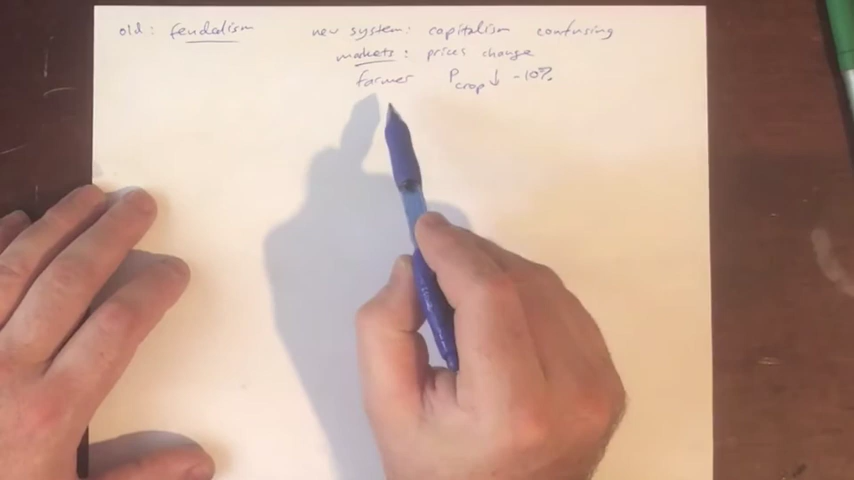 old: feudalism new system: capitalism confusing
markets: prices change
farmer P crop ↓ -10%